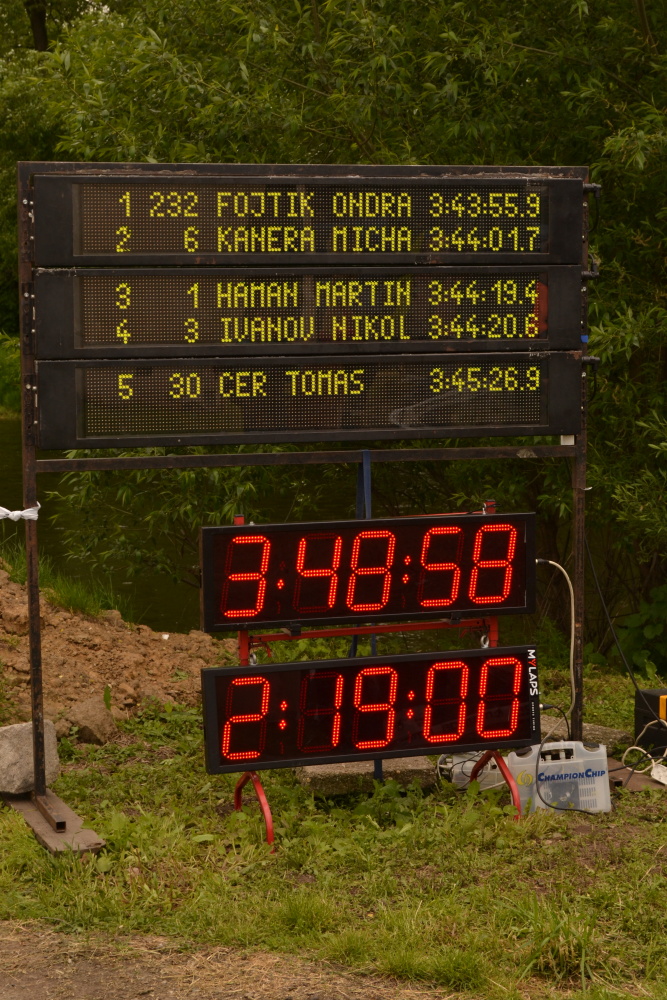 1 232 FOJTIK ONDRA 3:43:55.9
2 6 KANERA MICHA 3:44:01.7
3 1 HAMAN MARTIN 3:44:19.4
4 3 IVANOV NIKOL 3:44:20.6
5 30 CER TOMAS 3:45:26.9
3:48:58
2:19:00
MYLAPS
CHAMPIONCHIP